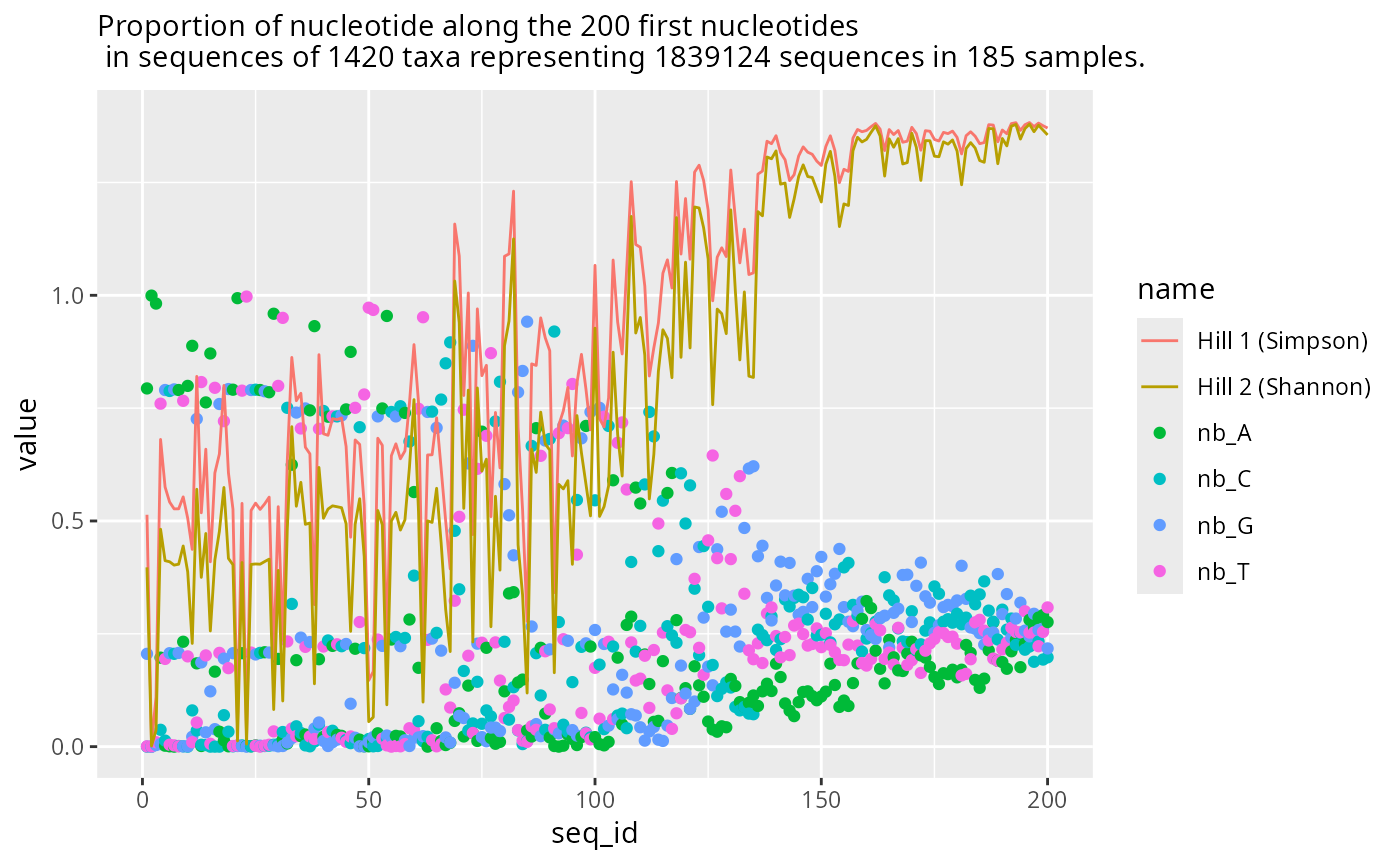 Proportion of nucleotide along the 200 first nucleotides
in sequences of 1420 taxa representing 1839124 sequences in 185 samples.
value
1.0
0.5
0.0
0
50
100
150
200
seq_id
name
Hill 1 (Simpson)
Hill 2 (Shannon)
nb_A
nb_C
nb_G
nb_T